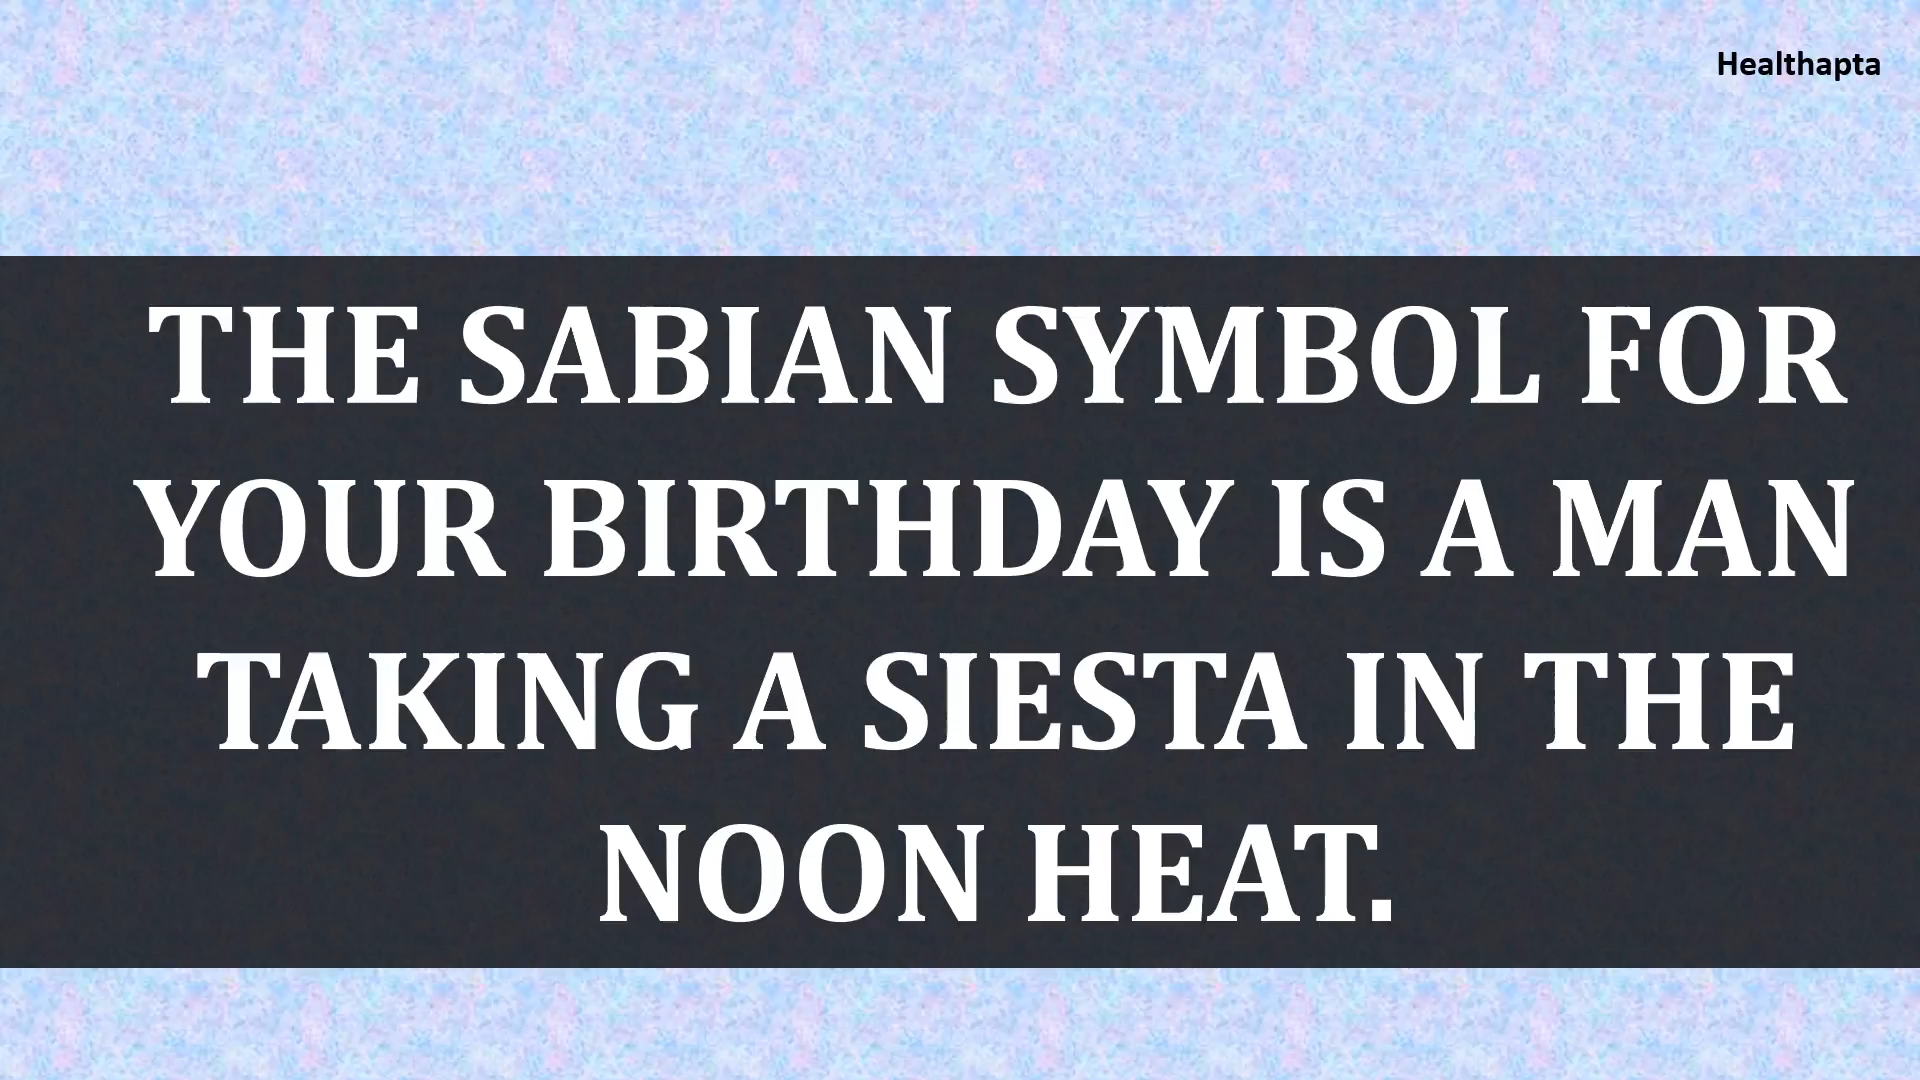 Healthapta
THE SABIAN SYMBOL FOR
YOUR BIRTHDAY IS A MAN
TAKING A SIESTA IN THE
NOON HEAT.